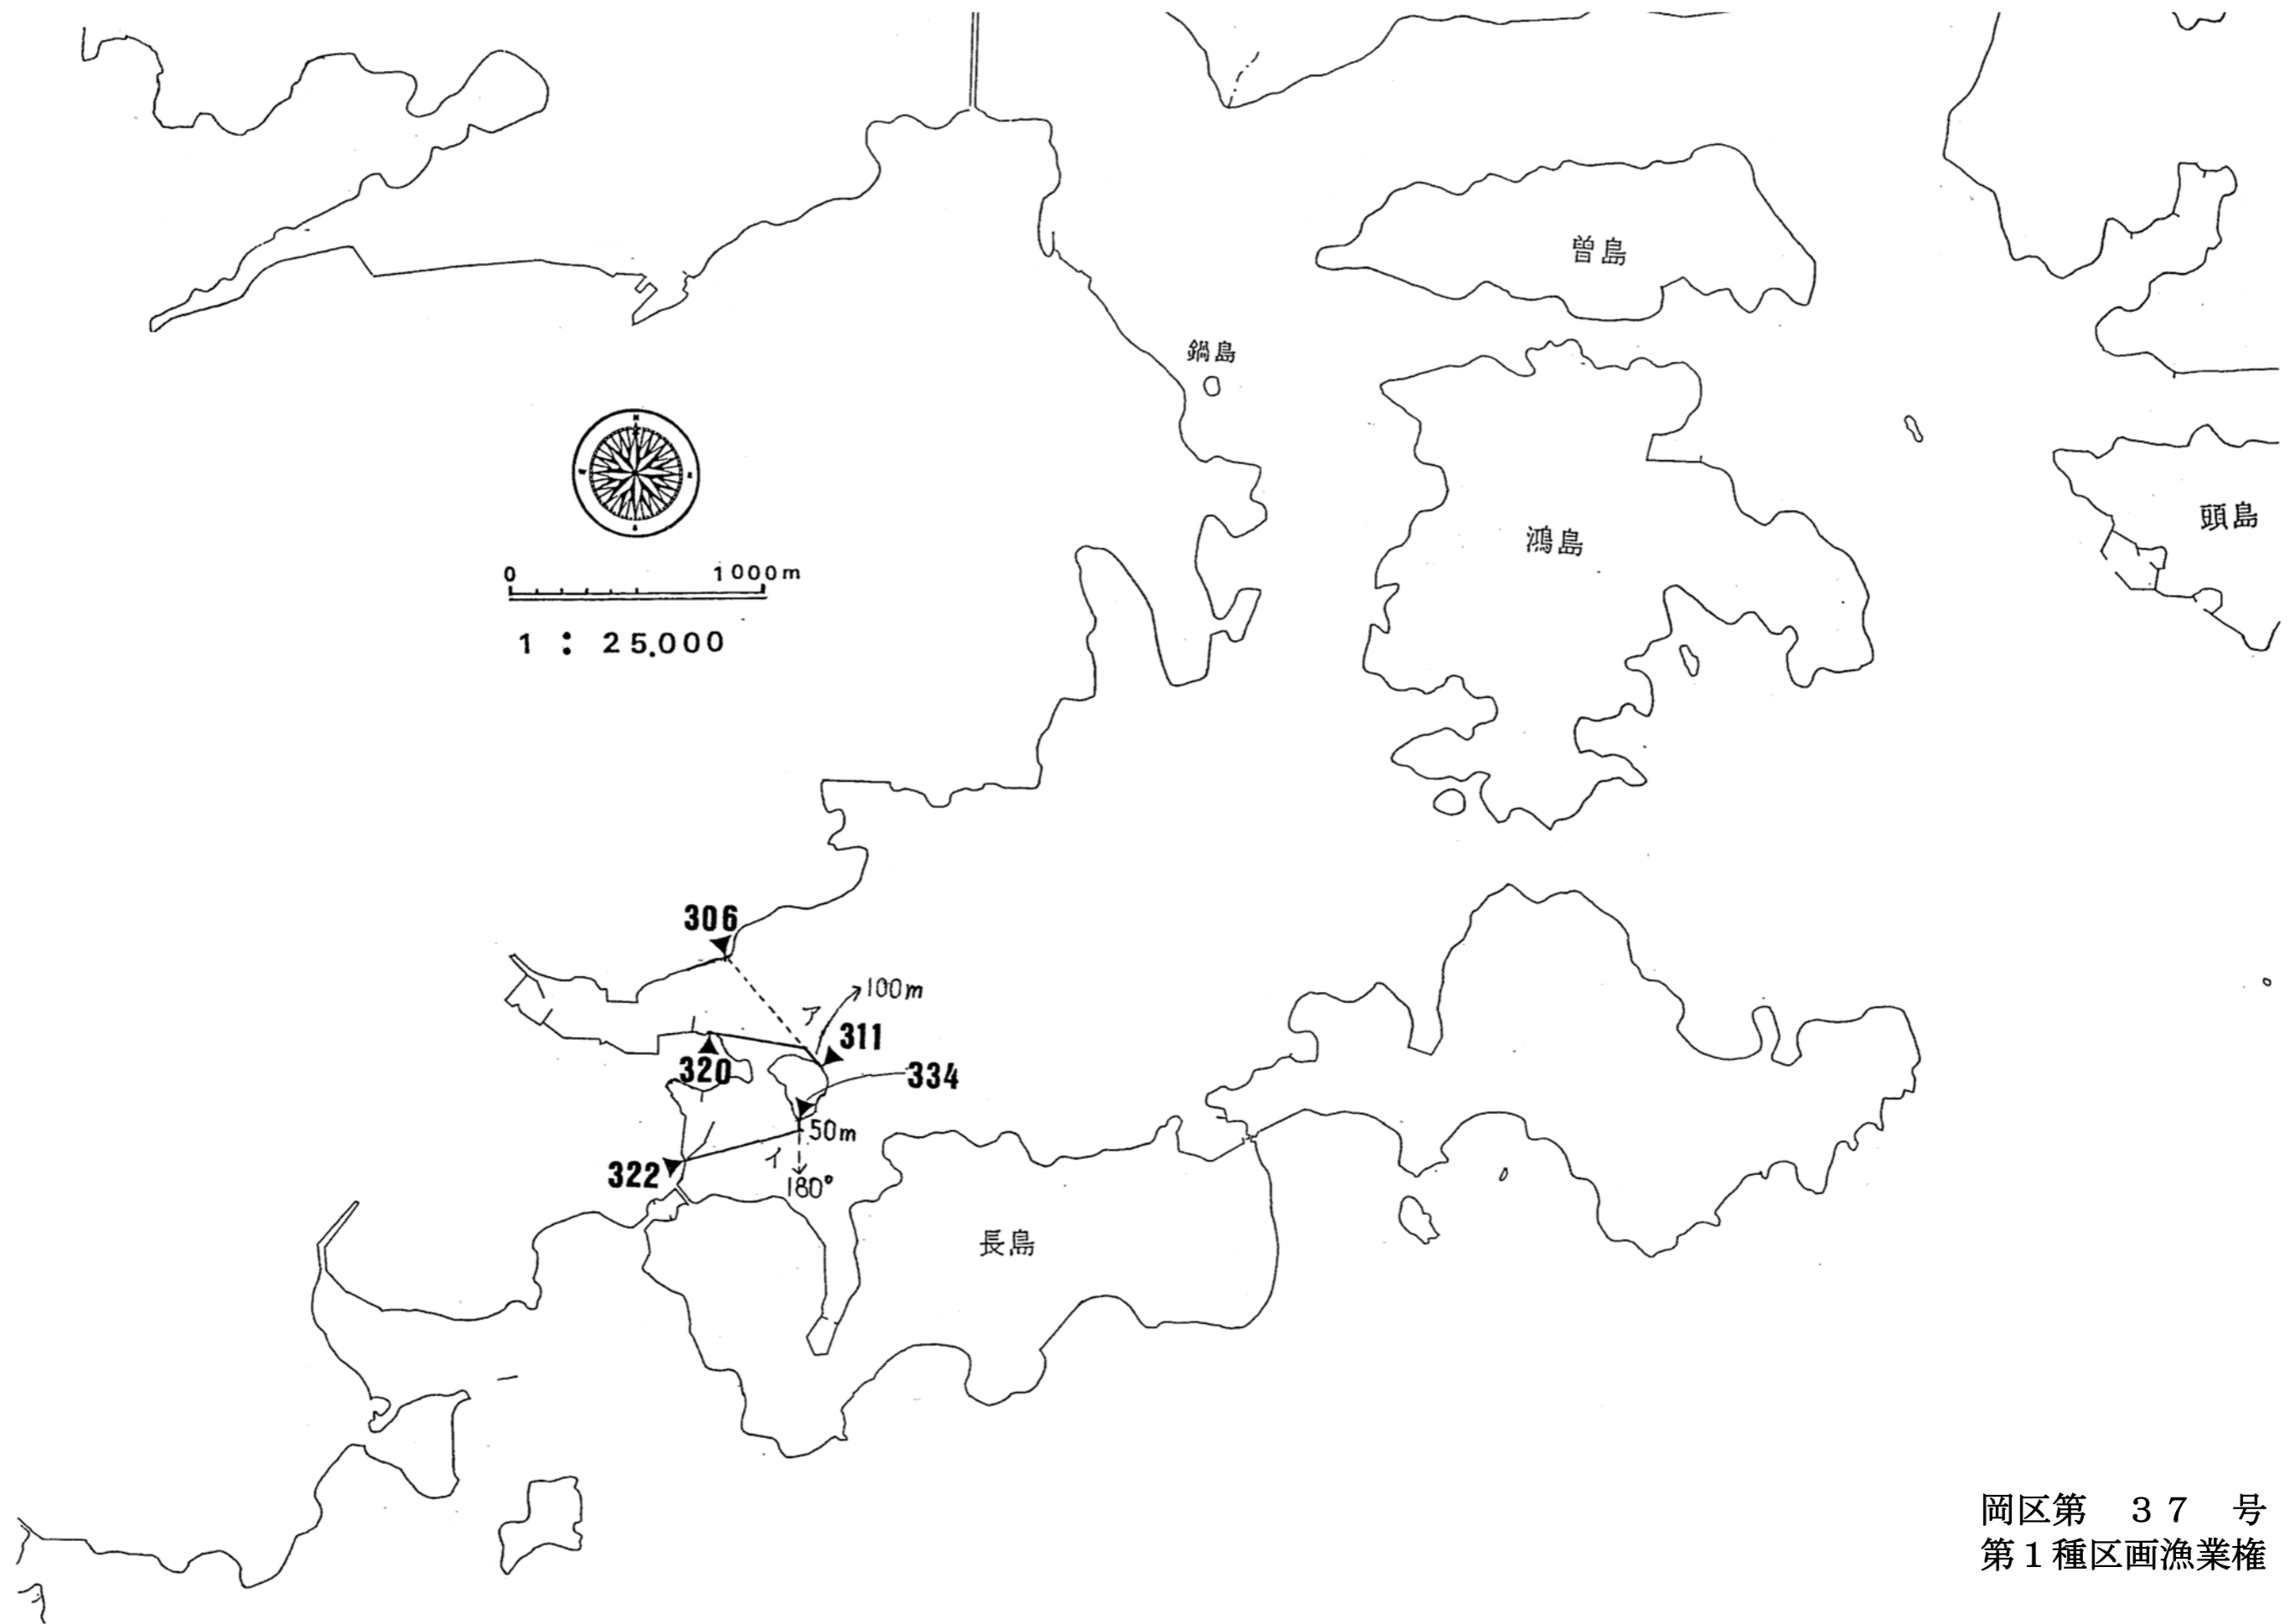 曽島
鍋島
頭島
鴻島
0 1000m
1 : 25.000
306
ア
100m
311
320
334
50m
イ
322
180°
長島
岡区第 37 号
第1種区画漁業権